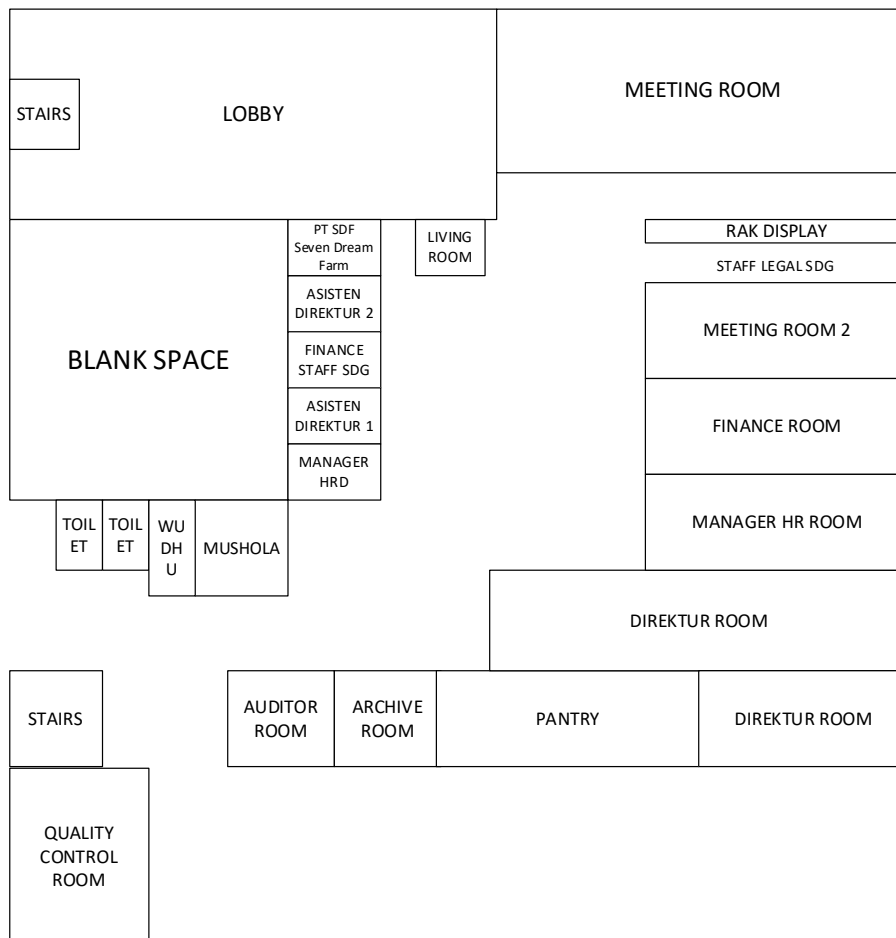 MEETING ROOM
STAIRS
LOBBY
PT SDF
Seven Dream
Farm
LIVING
ROOM
RAK DISPLAY
STAFF LEGAL SDG
ASISTEN
DIREKTUR 2
MEETING ROOM 2
BLANK SPACE
FINANCE
STAFF SDG
ASISTEN
DIREKTUR 1
FINANCE ROOM
MANAGER
HRD
TOIL
ET
TOIL
ET
WU
DH
U
MUSHOLA
MANAGER HR ROOM
DIREKTUR ROOM
STAIRS
AUDITOR
ROOM
ARCHIVE
ROOM
PANTRY
DIREKTUR ROOM
QUALITY
CONTROL
ROOM